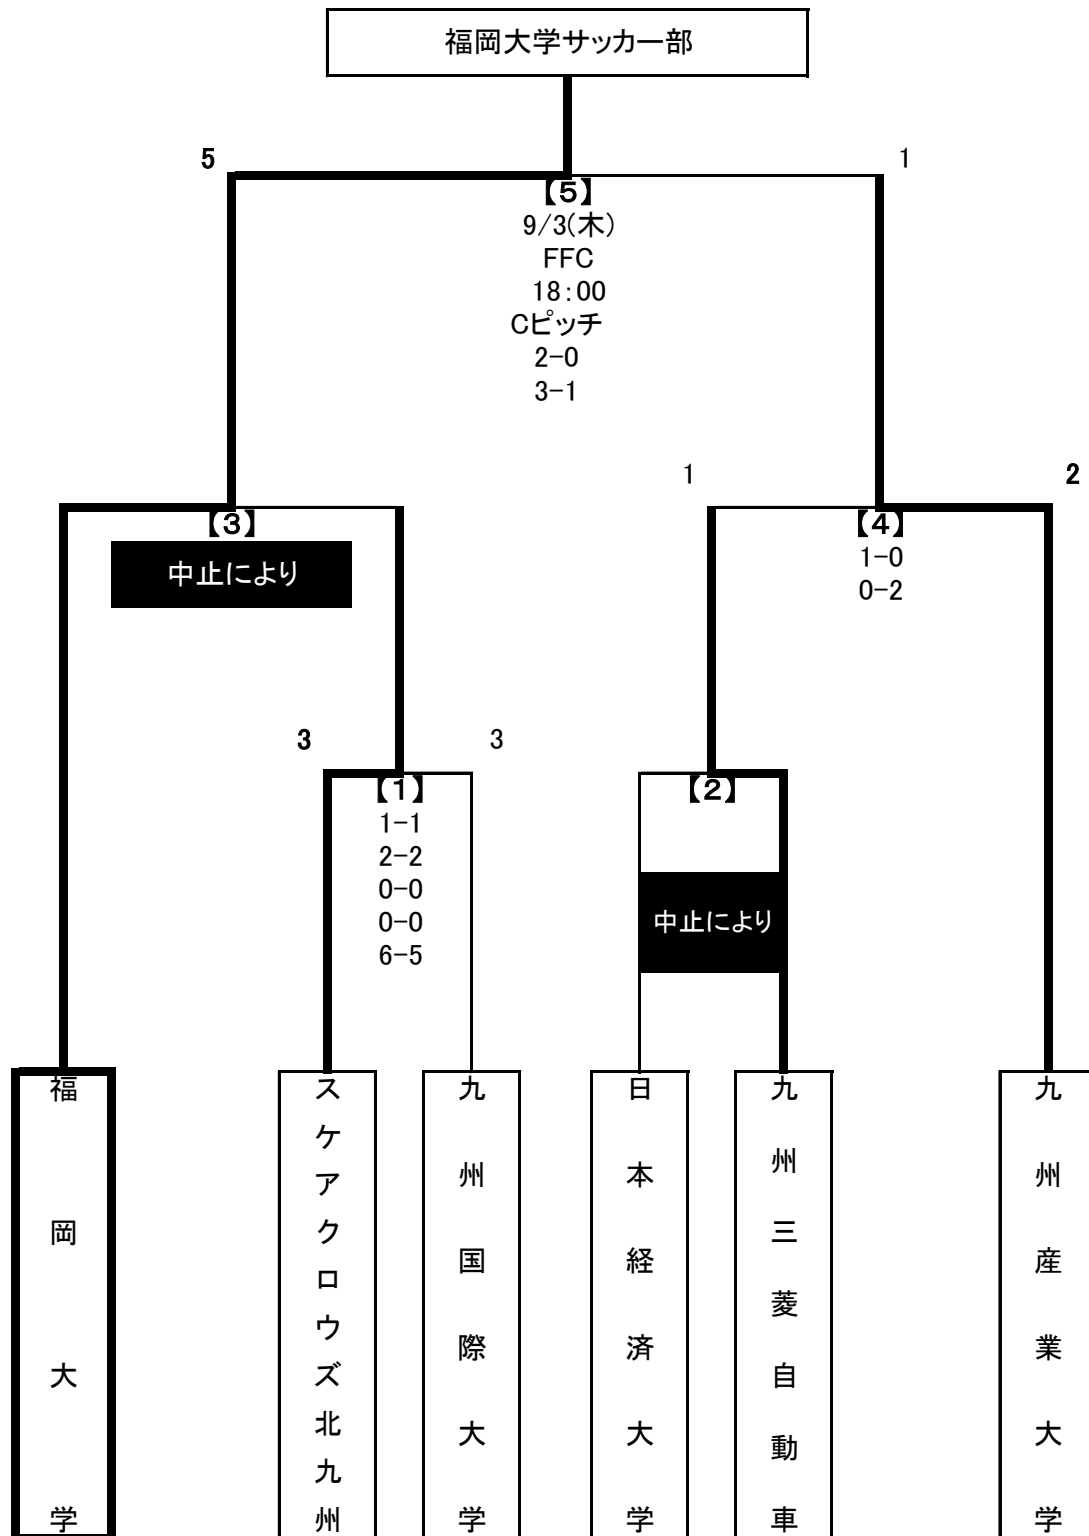 福岡大学サッカー部
5
1
【5】
9/3(木)
FFC
18:00
Cピッチ
2-0
3-1
1
2
【3】
中止により
【4】
1-0
0-2
3
3
【1】
1-1
2-2
0-0
0-0
6-5
【2】
中止により
福岡大学
スケアクロウズ北九州
九州国際大学
日本経済大学
九州三菱自動車
九州産業大学